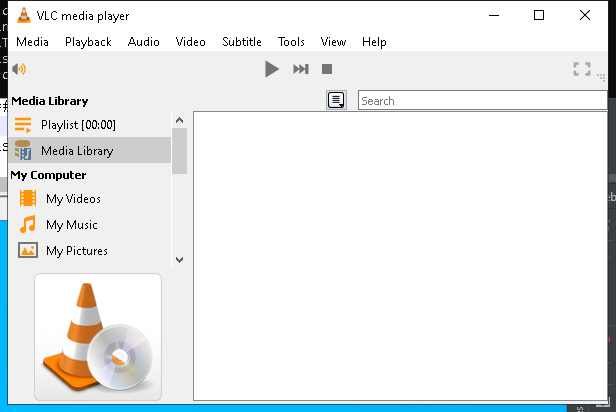 VLC media player
Media Playback Audio Video Subtitle Tools View Help
Media Library
Search
Playlist [00:00]
Media Library
My Computer
My Videos
My Music
My Pictures